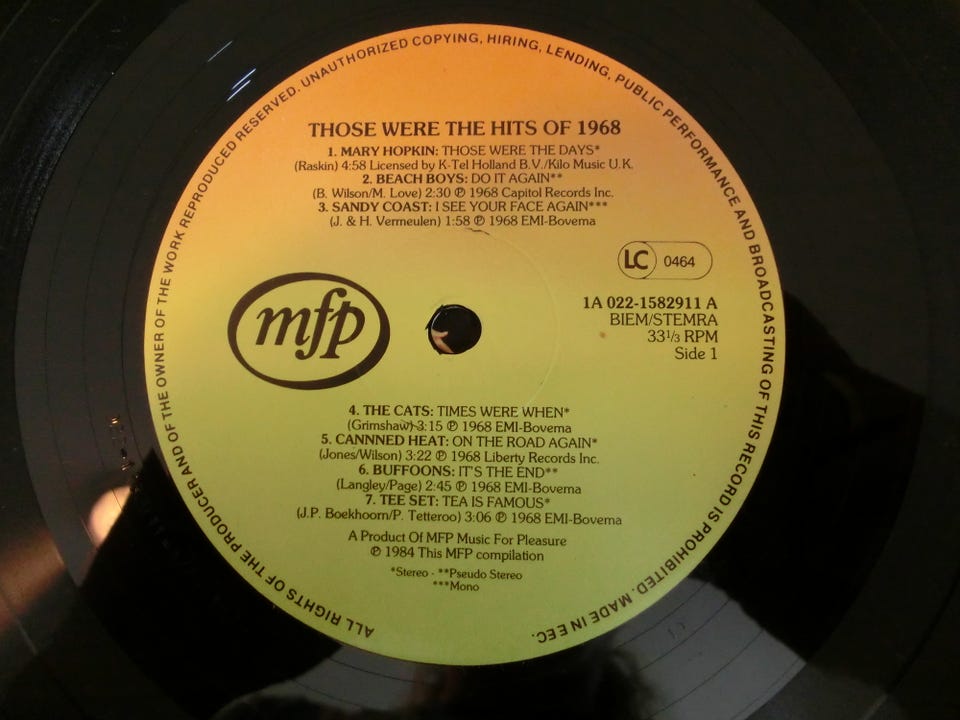 ALL RIGHTS OF THE PRODUCER AND OF THE OWNER OF THE WORK REPRODUCED RESERVED. UNAUTHORIZED COPYING, HIRING, LENDING, PUBLIC PERFORMANCE AND BROADCASTING OF THIS RECORD IS PROHIBITED. MADE IN EEC.
THOSE WERE THE HITS OF 1968
1. MARY HOPKIN: THOSE WERE THE DAYS*
(Raskin) 4:58 Licensed by K-Tel Holland B.V./Kilo Music U.K.
2. BEACH BOYS: DO IT AGAIN**
(B. Wilson/M. Love) 2:30 ℗ 1968 Capitol Records Inc.
3. SANDY COAST: I SEE YOUR FACE AGAIN***
(J. & H. Vermeulen) 1:58 ℗ 1968 EMI-Bovema
LC 0464
mfp
1A 022-1582911 A
BIEM/STEMRA
33⅓ RPM
Side 1
4. THE CATS: TIMES WERE WHEN*
(Grimshaw) 3:15 ℗ 1968 EMI-Bovema
5. CANNNED HEAT: ON THE ROAD AGAIN*
(Jones/Wilson) 3:22 ℗ 1968 Liberty Records Inc.
6. BUFFOONS: IT'S THE END**
(Langley/Page) 2:45 ℗ 1968 EMI-Bovema
7. TEE SET: TEA IS FAMOUS*
(J.P. Boekhoorn/P. Tetteroo) 3:06 ℗ 1968 EMI-Bovema
A Product Of MFP Music For Pleasure
℗ 1984 This MFP compilation
*Stereo - **Pseudo Stereo
***Mono